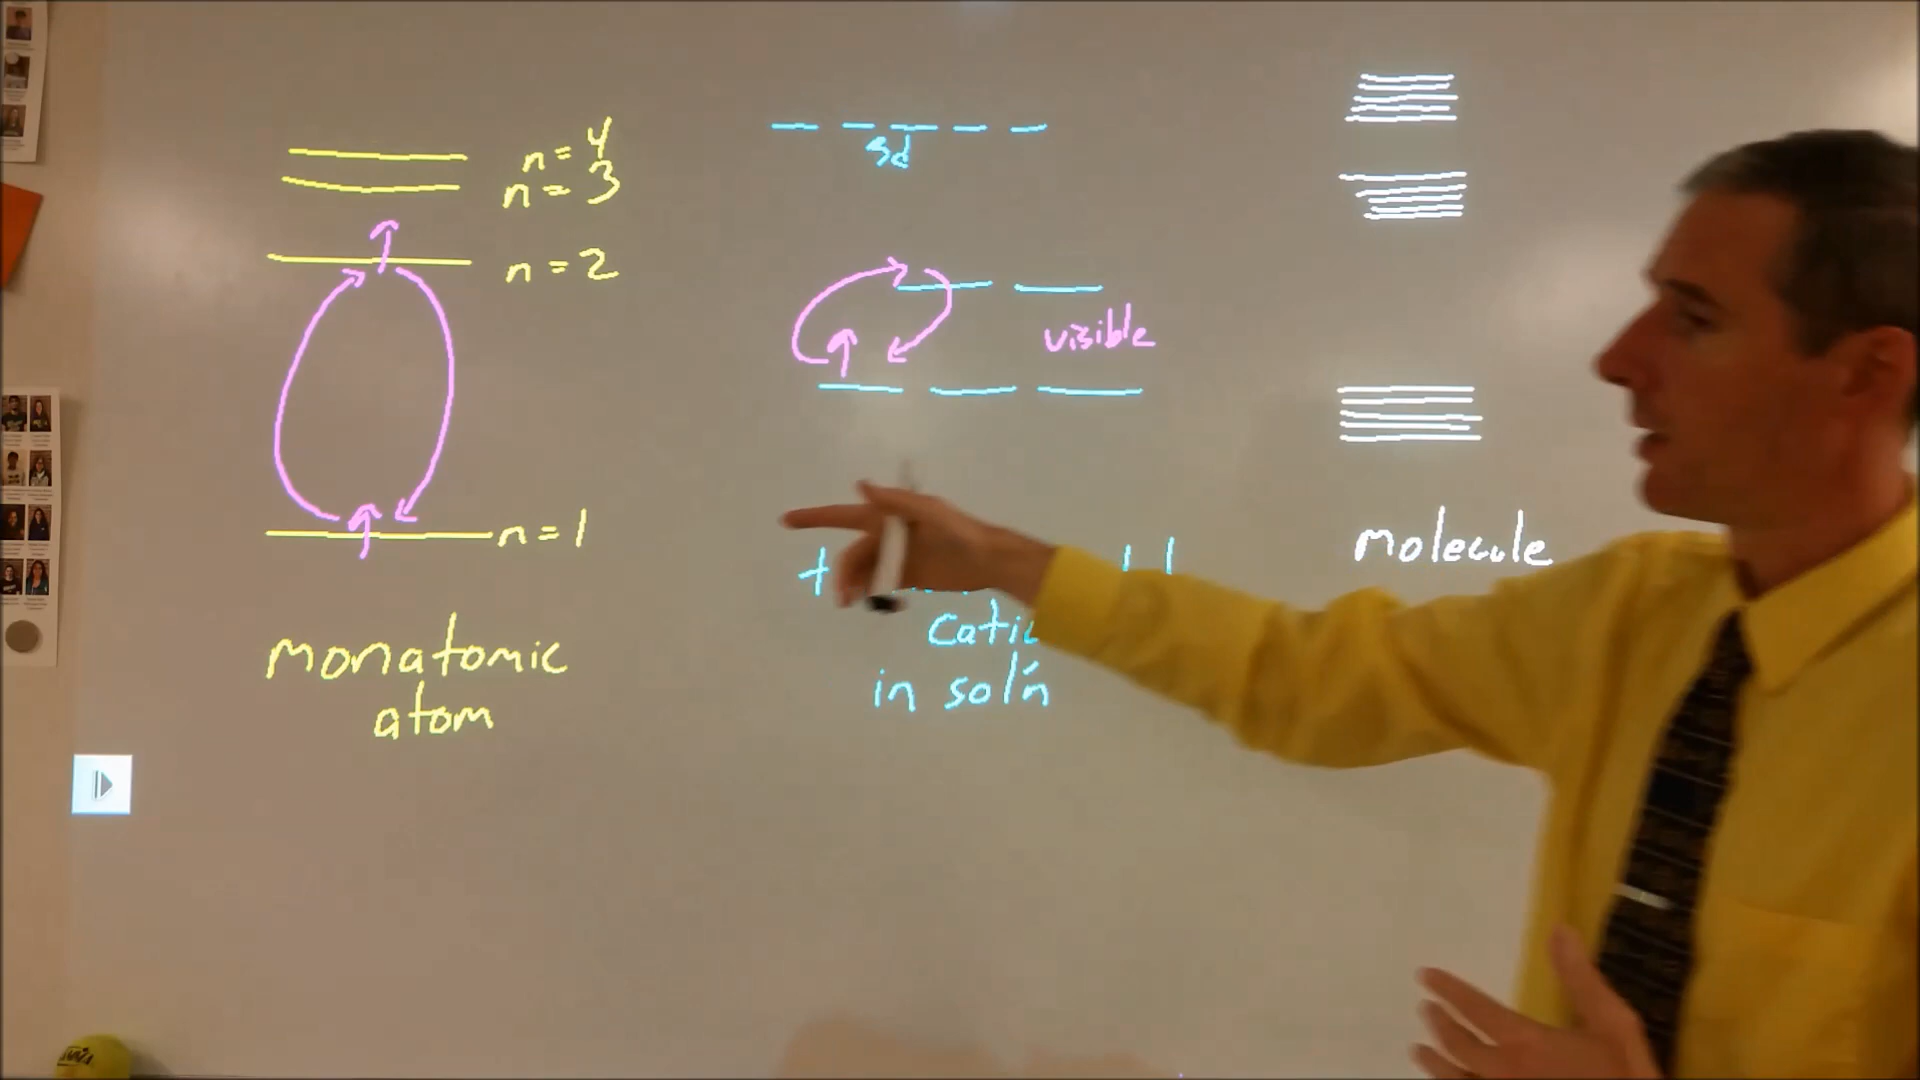 n = 4
n = 3
n = 2
n = 1
monatomic
atom
3d
visible
in sol'n
molecule